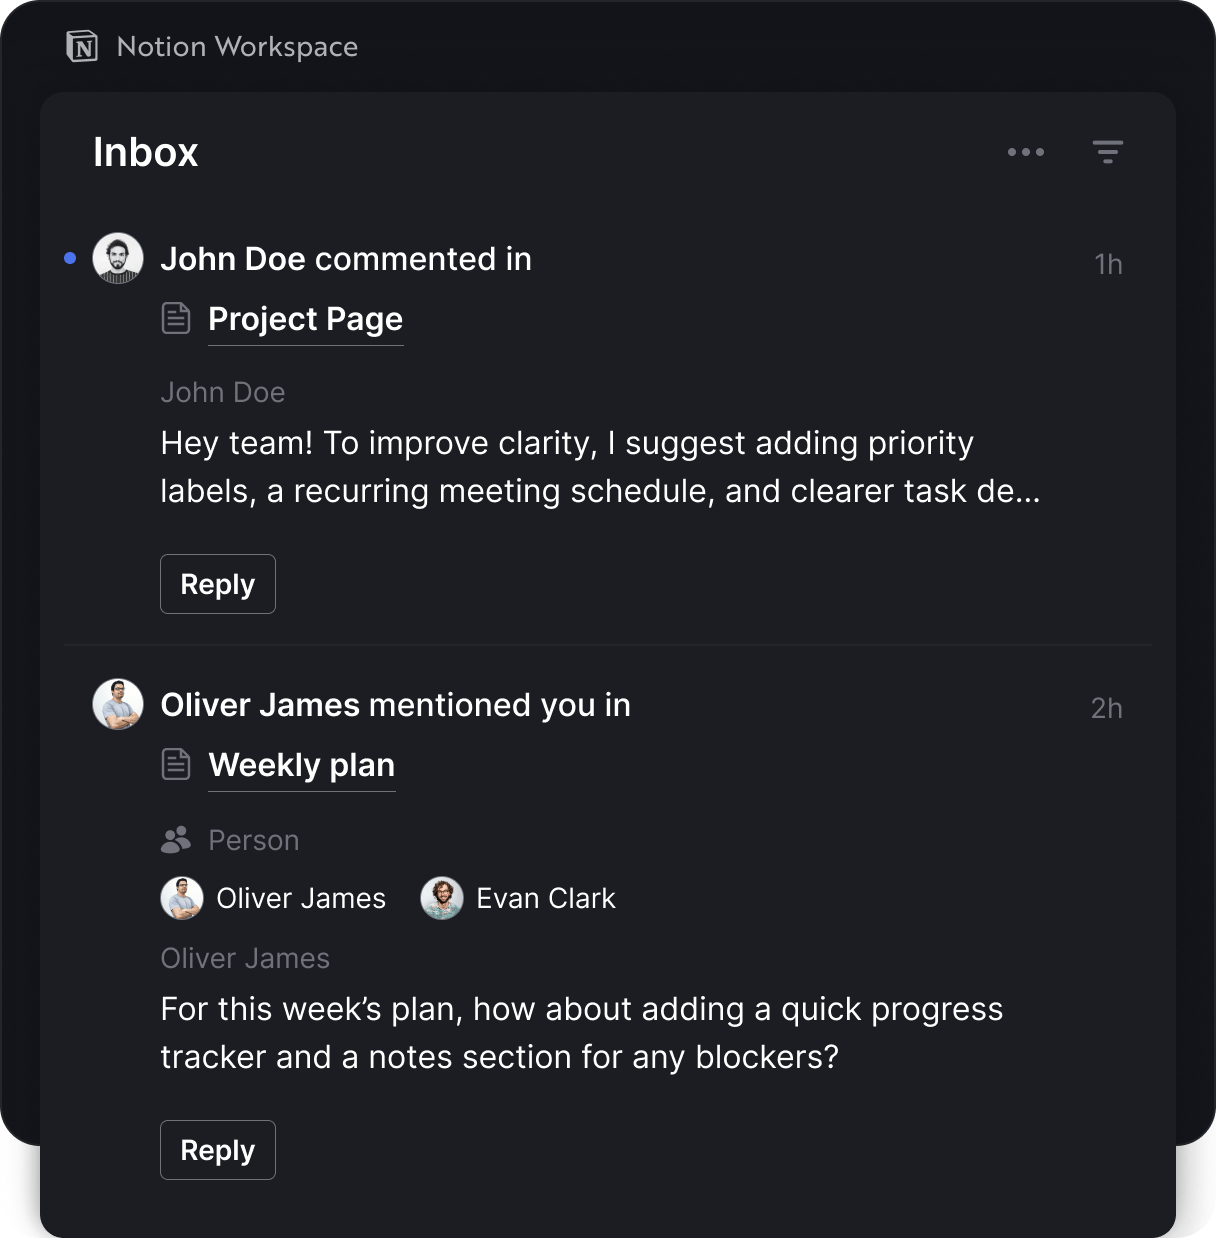 Notion Workspace
Inbox
John Doe commented in
1h
Project Page
John Doe
Hey team! To improve clarity, I suggest adding priority
labels, a recurring meeting schedule, and clearer task de...
Reply
Oliver James mentioned you in
2h
Weekly plan
Person
Oliver James Evan Clark
Oliver James
For this week’s plan, how about adding a quick progress
tracker and a notes section for any blockers?
Reply